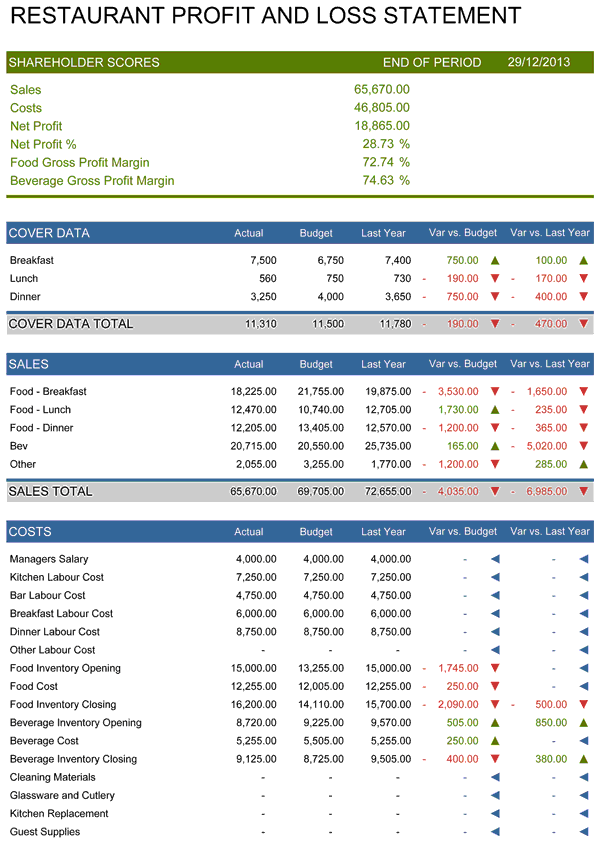 RESTAURANT PROFIT AND LOSS STATEMENT
SHAREHOLDER SCORES END OF PERIOD 29/12/2013
Sales 65,670.00
Costs 46,805.00
Net Profit 18,865.00
Net Profit % 28.73 %
Food Gross Profit Margin 72.74 %
Beverage Gross Profit Margin 74.63 %
COVER DATA Actual Budget Last Year Var vs. Budget Var vs. Last Year
Breakfast 7,500 6,750 7,400 750.00 ▲ 100.00 ▲
Lunch 560 750 730 - 190.00 ▼ - 170.00 ▼
Dinner 3,250 4,000 3,650 - 750.00 ▼ - 400.00 ▼
COVER DATA TOTAL 11,310 11,500 11,780 - 190.00 ▼ - 470.00 ▼
SALES Actual Budget Last Year Var vs. Budget Var vs. Last Year
Food - Breakfast 18,225.00 21,755.00 19,875.00 - 3,530.00 ▼ - 1,650.00 ▼
Food - Lunch 12,470.00 10,740.00 12,705.00 1,730.00 ▲ - 235.00 ▼
Food - Dinner 12,205.00 13,405.00 12,570.00 - 1,200.00 ▼ - 365.00 ▼
Bev 20,715.00 20,550.00 25,735.00 165.00 ▲ - 5,020.00 ▼
Other 2,055.00 3,255.00 1,770.00 - 1,200.00 ▼ 285.00 ▲
SALES TOTAL 65,670.00 69,705.00 72,655.00 - 4,035.00 ▼ - 6,985.00 ▼
COSTS Actual Budget Last Year Var vs. Budget Var vs. Last Year
Managers Salary 4,000.00 4,000.00 4,000.00 - ◀ - ◀
Kitchen Labour Cost 7,250.00 7,250.00 7,250.00 - ◀ - ◀
Bar Labour Cost 4,750.00 4,750.00 4,750.00 - ◀ - ◀
Breakfast Labour Cost 6,000.00 6,000.00 6,000.00 - ◀ - ◀
Dinner Labour Cost 8,750.00 8,750.00 8,750.00 - ◀ - ◀
Other Labour Cost - - - - ◀ - ◀
Food Inventory Opening 15,000.00 13,255.00 15,000.00 - 1,745.00 ▼ - ◀
Food Cost 12,255.00 12,005.00 12,255.00 - 250.00 ▼ - ◀
Food Inventory Closing 16,200.00 14,110.00 15,700.00 - 2,090.00 ▼ - 500.00 ▼
Beverage Inventory Opening 8,720.00 9,225.00 9,570.00 505.00 ▲ 850.00 ▲
Beverage Cost 5,255.00 5,505.00 5,255.00 250.00 ▲ - ◀
Beverage Inventory Closing 9,125.00 8,725.00 9,505.00 - 400.00 ▼ 380.00 ▲
Cleaning Materials - - - - ◀ - ◀
Glassware and Cutlery - - - - ◀ - ◀
Kitchen Replacement - - - - ◀ - ◀
Guest Supplies - - - - ◀ - ◀